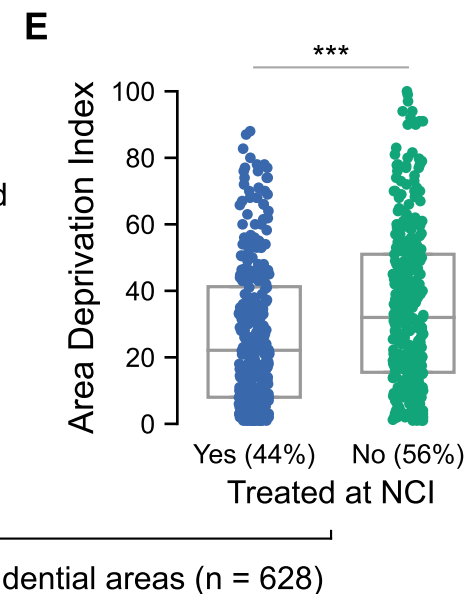 E
***
Area Deprivation Index
100
80
60
40
20
0
Yes (44%) No (56%)
Treated at NCI
dential areas (n = 628)